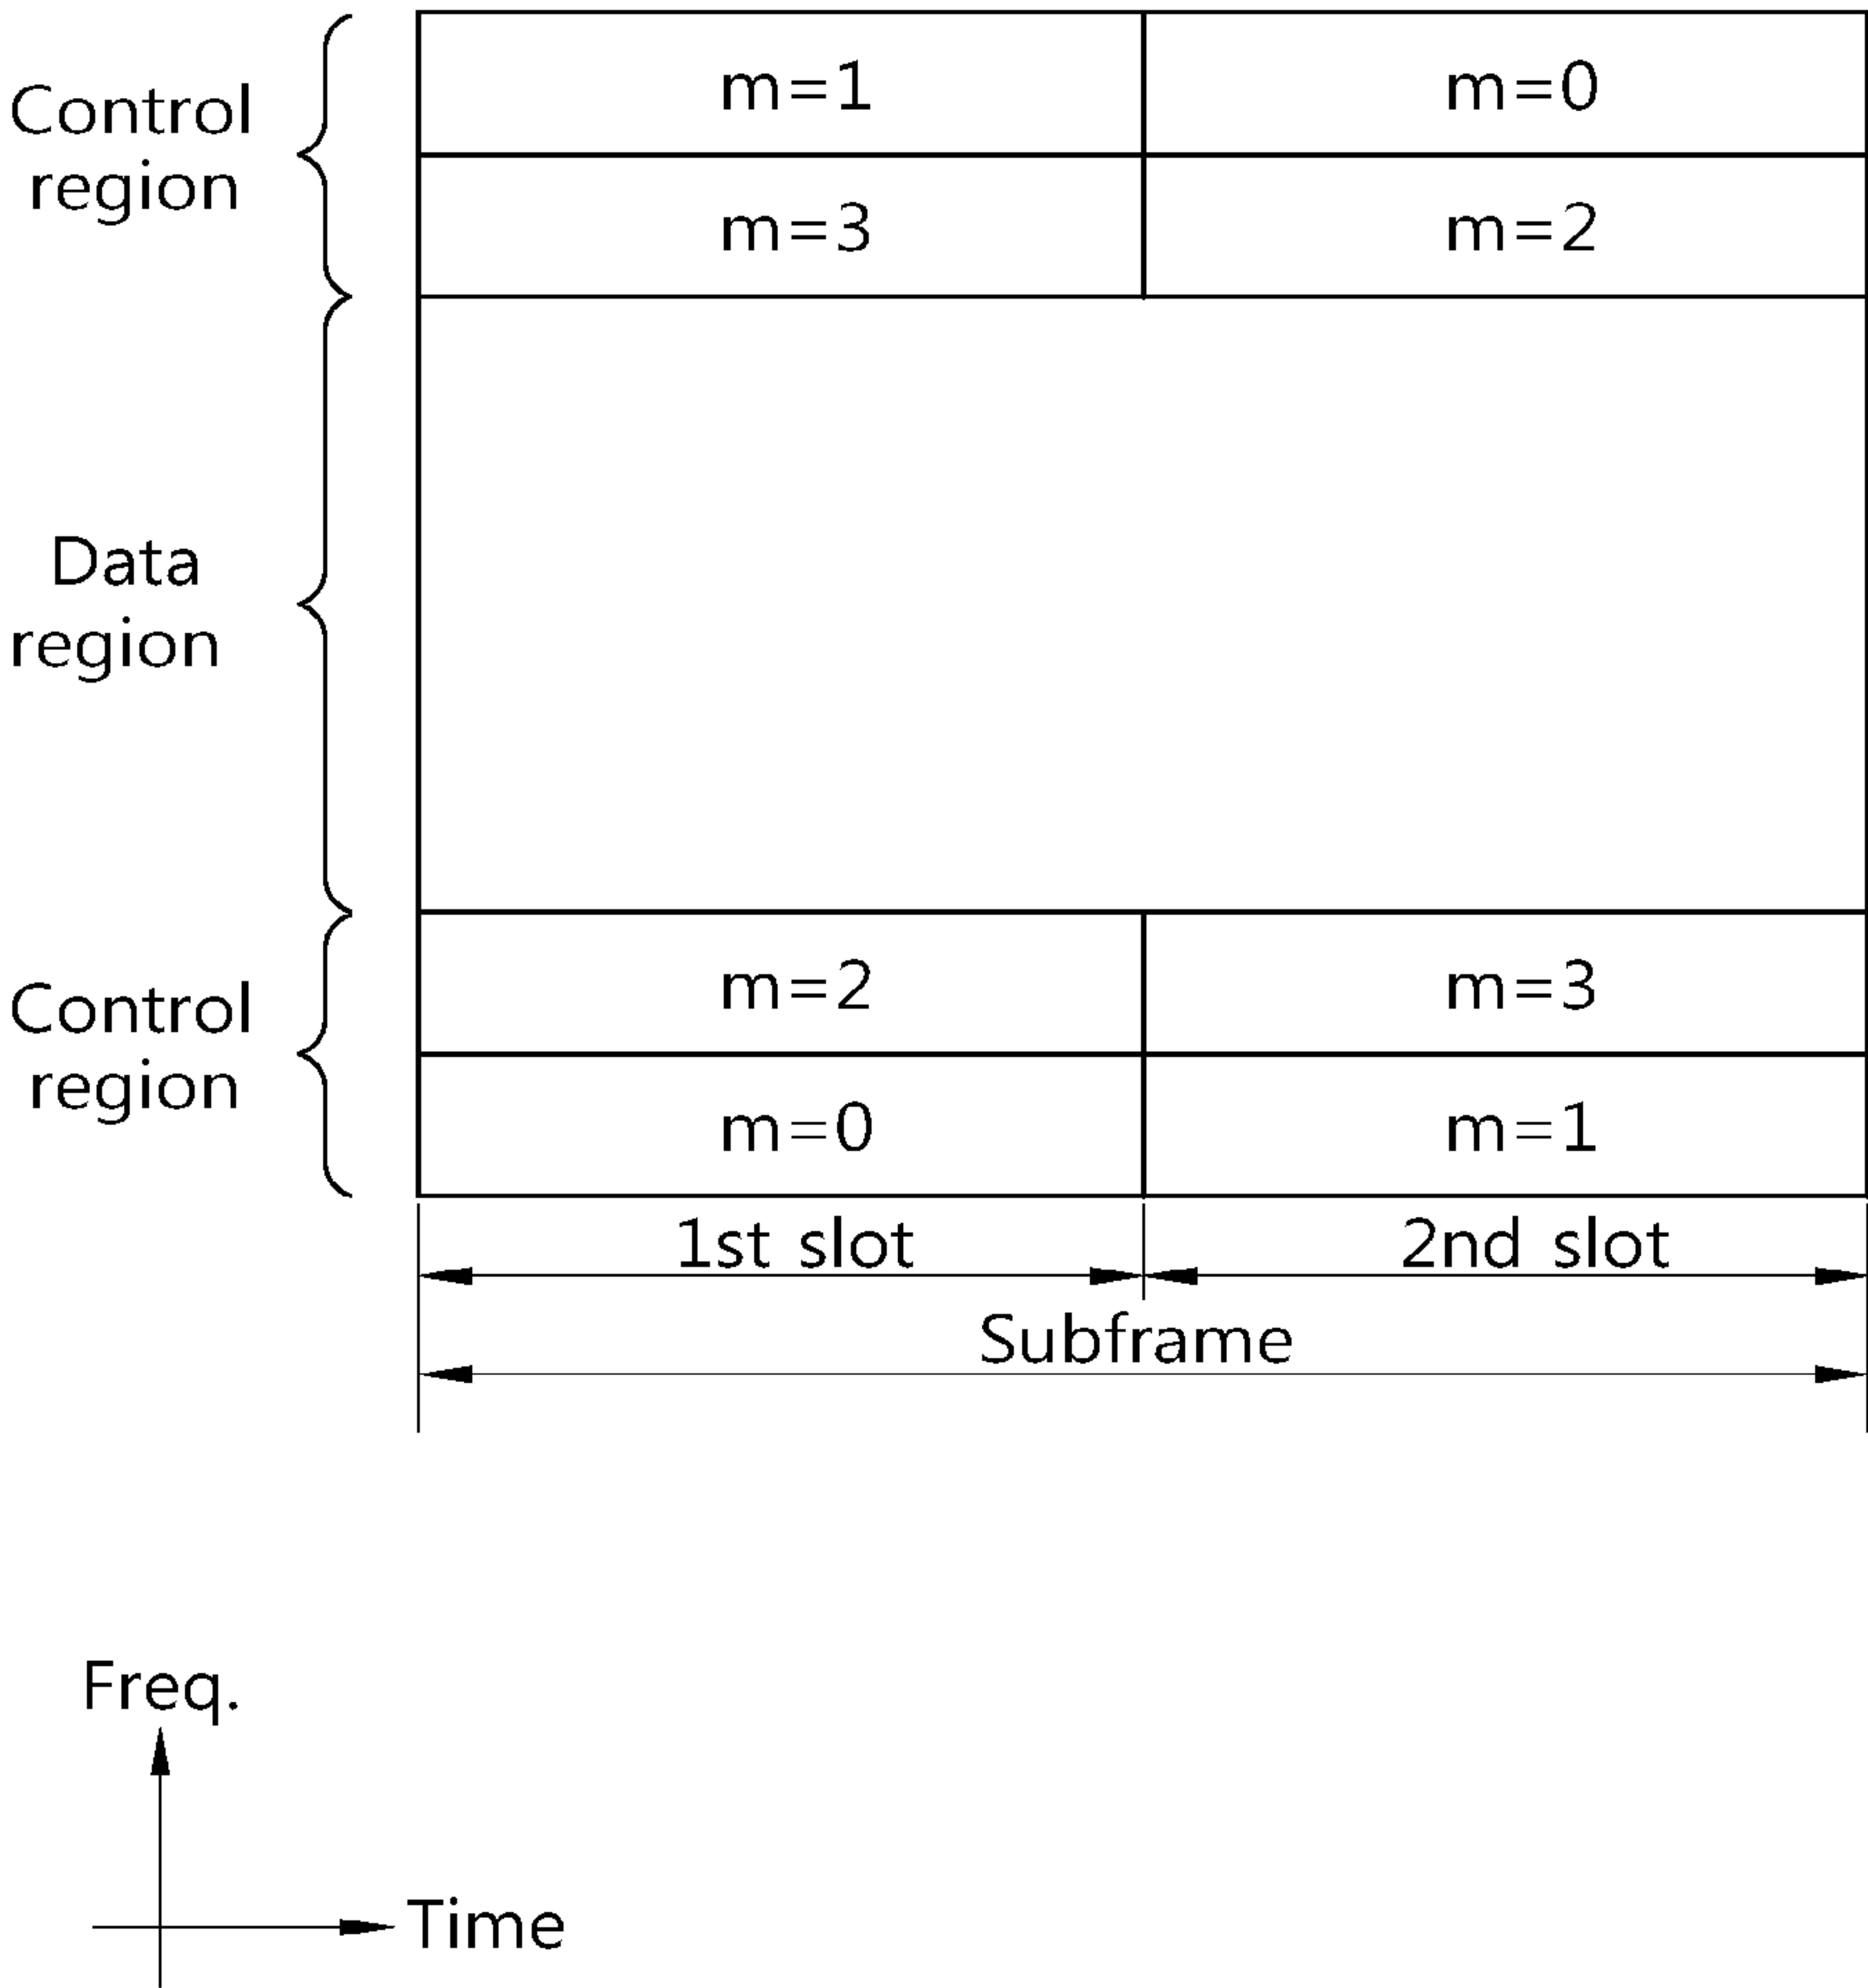 Control
region
m=1
m=0
m=3
m=2
Data
region
Control
region
m=2
m=3
m=0
m=1
1st slot
2nd slot
Subframe
Freq.
Time